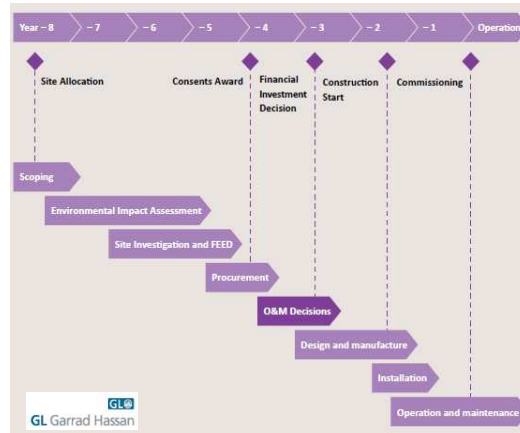 Year – 8 – 7 – 6 – 5 – 4 – 3 – 2 – 1 Operation
Site Allocation
Consents Award
Financial
Investment
Decision
Construction
Start
Commissioning
Scoping
Environmental Impact Assessment
Site Investigation and FEED
Procurement
O&M Decisions
Design and manufacture
Installation
Operation and maintenance
GL
GL Garrad Hassan